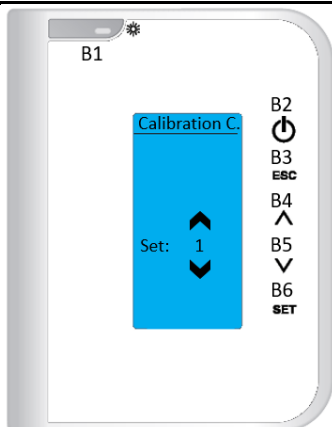 B1
B2
Calibration C.
B3
ESC
B4
Set: 1
B5
B6
SET